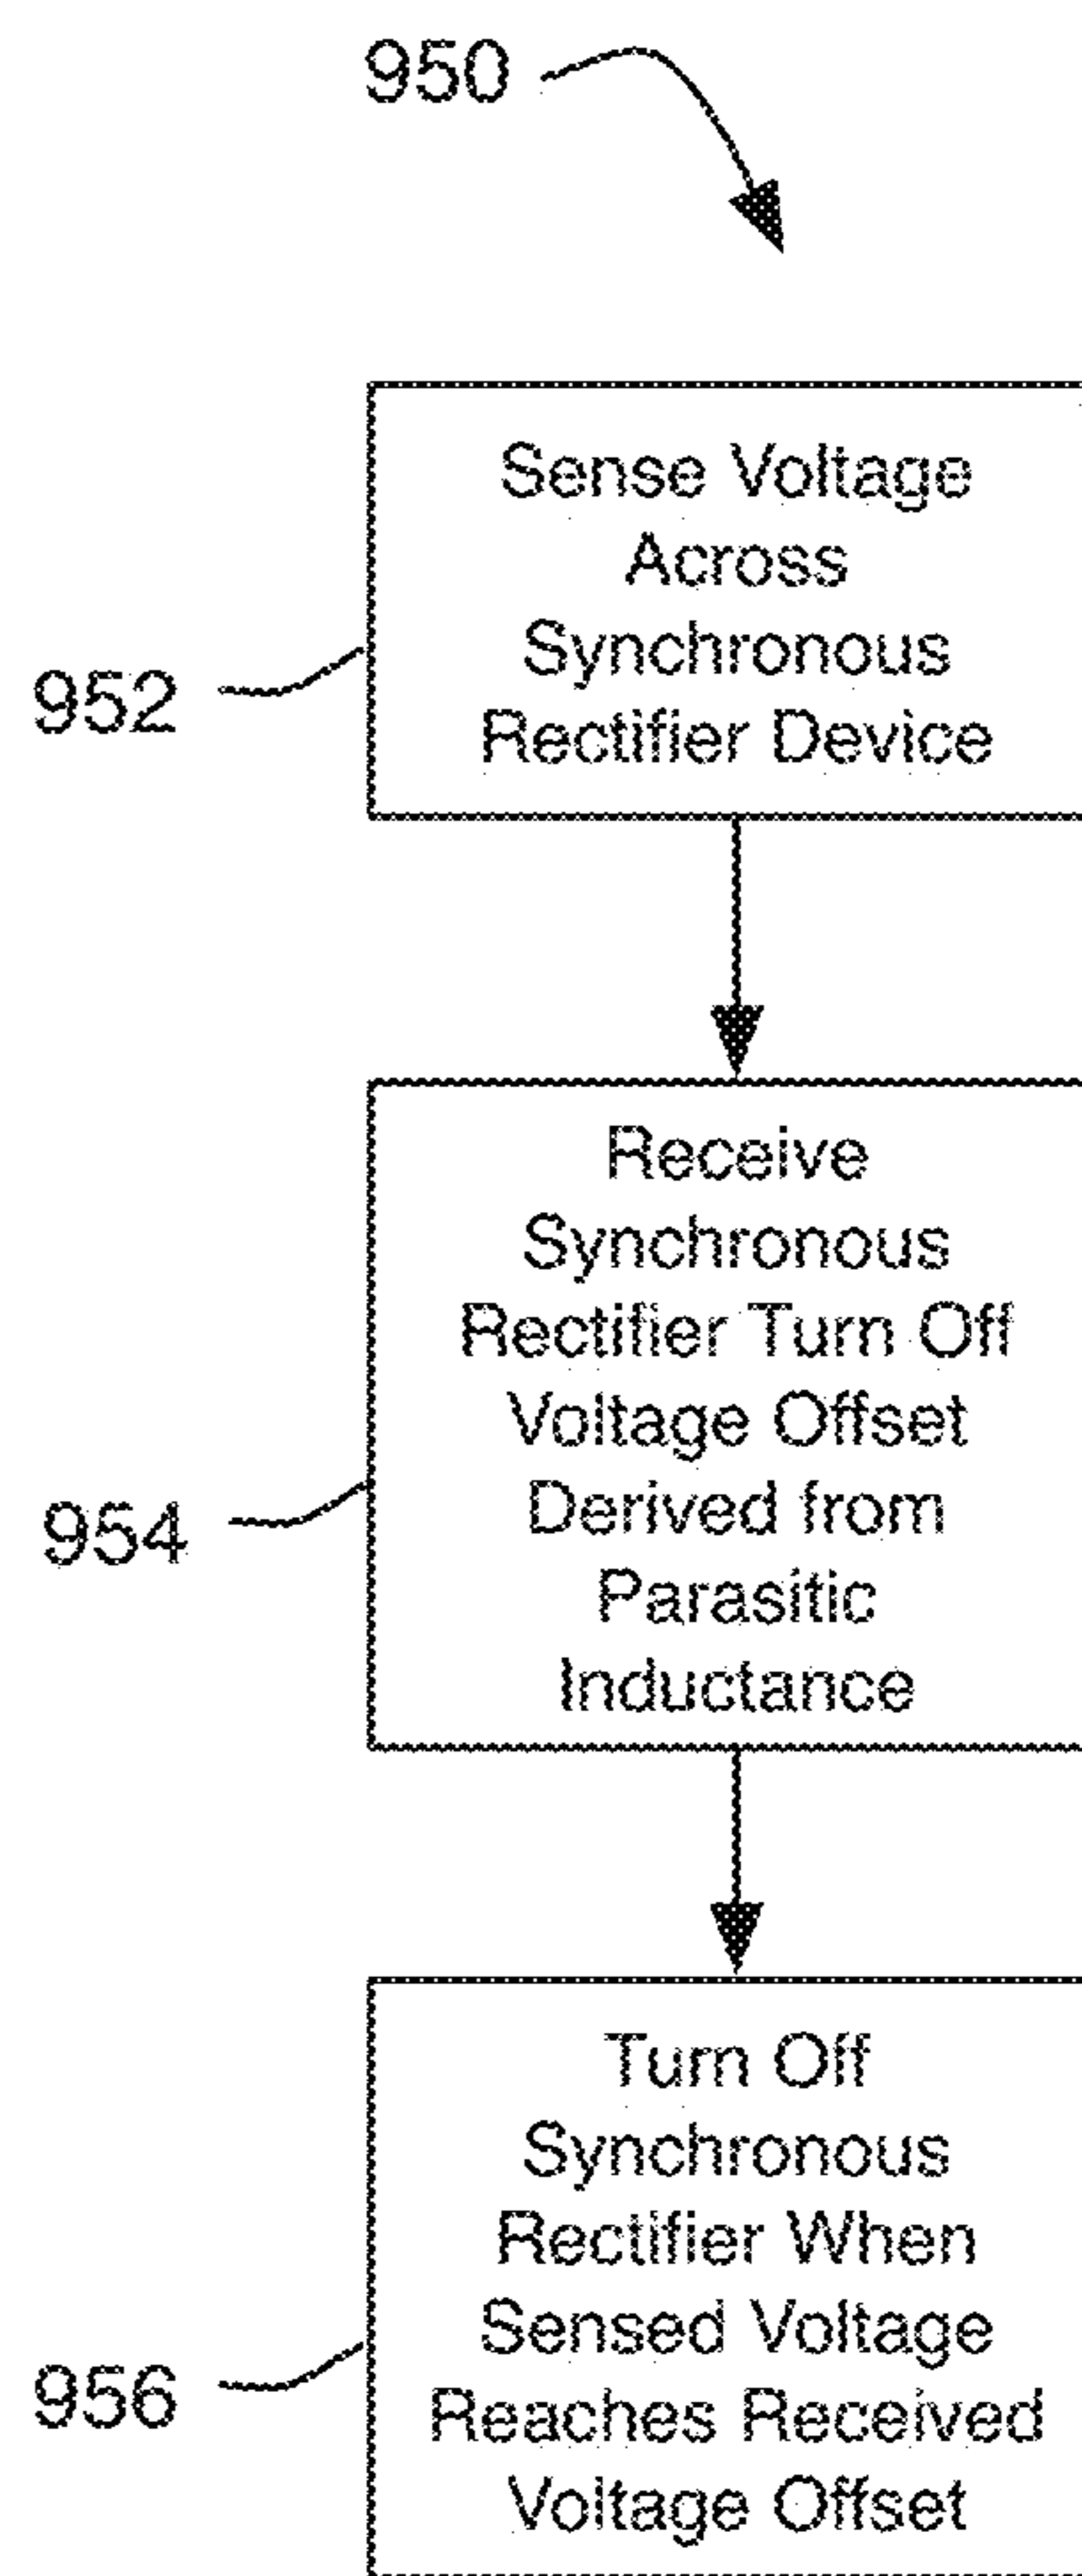 950
Sense Voltage
Across
Synchronous
Rectifier Device
952
Receive
Synchronous
Rectifier Turn Off
Voltage Offset
Derived from
Parasitic
Inductance
954
Turn Off
Synchronous
Rectifier When
Sensed Voltage
Reaches Received
Voltage Offset
956